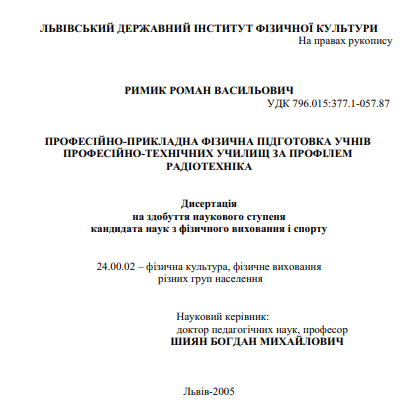 ЛЬВІВСЬКИЙ ДЕРЖАВНИЙ ІНСТИТУТ ФІЗИЧНОЇ КУЛЬТУРИ
На правах рукопису
РИМИК РОМАН ВАСИЛЬОВИЧ
УДК 796.015:377.1-057.87
ПРОФЕСІЙНО-ПРИКЛАДНА ФІЗИЧНА ПІДГОТОВКА УЧНІВ
ПРОФЕСІЙНО-ТЕХНІЧНИХ УЧИЛИЩ ЗА ПРОФІЛЕМ
РАДІОТЕХНІКА
Дисертація
на здобуття наукового ступеня
кандидата наук з фізичного виховання і спорту
24.00.02 – фізична культура, фізичне виховання
різних груп населення
Науковий керівник:
доктор педагогічних наук, професор
ШИЯН БОГДАН МИХАЙЛОВИЧ
Львів-2005